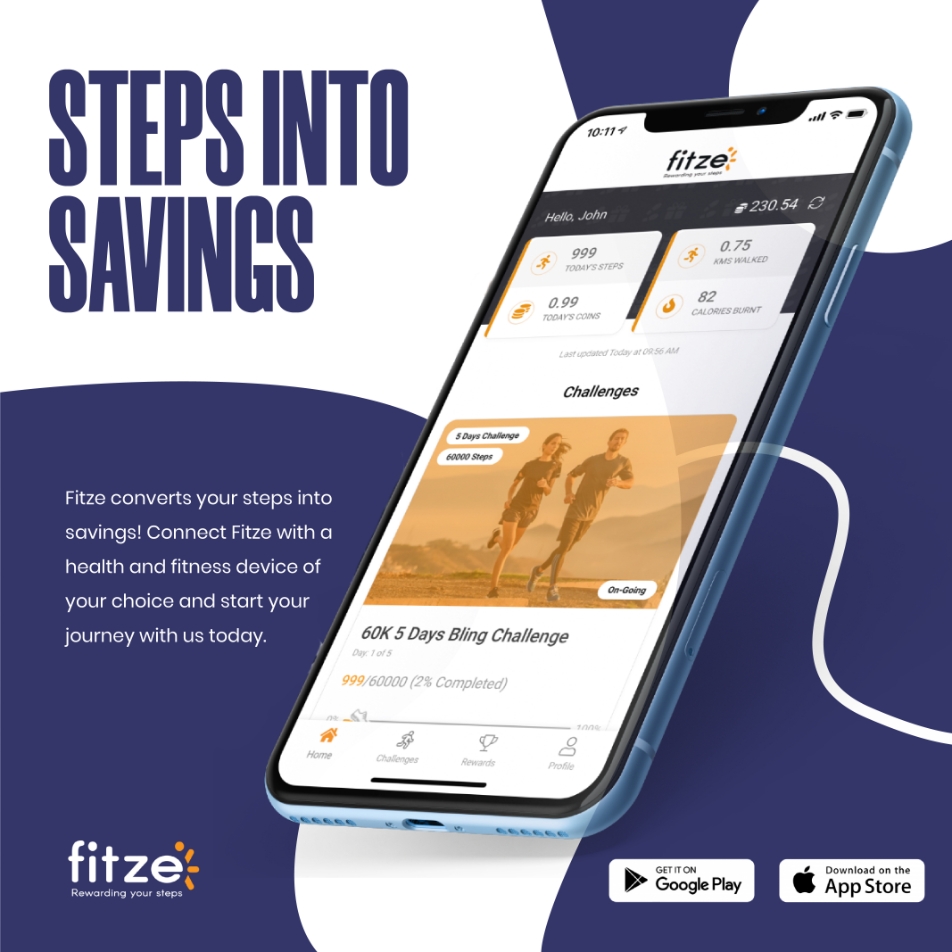 STEPS INTO
SAVINGS
Fitze converts your steps into
savings! Connect Fitze with a
health and fitness device of
your choice and start your
journey with us today.
10:11
fitze
Rewarding your steps
Hello, John
230.54
999
TODAY'S STEPS
0.75
KMS WALKED
0.99
TODAY'S COINS
82
CALORIES BURNT
Last updated Today at 09:56 AM
Challenges
5 Days Challenge
60000 Steps
On-Going
60K 5 Days Bling Challenge
Day: 1 of 5
999/60000 (2% Completed)
0%
100%
Home
Challenges
Rewards
Profile
fitze
Rewarding your steps
GET IT ON
Google Play
Download on the
App Store